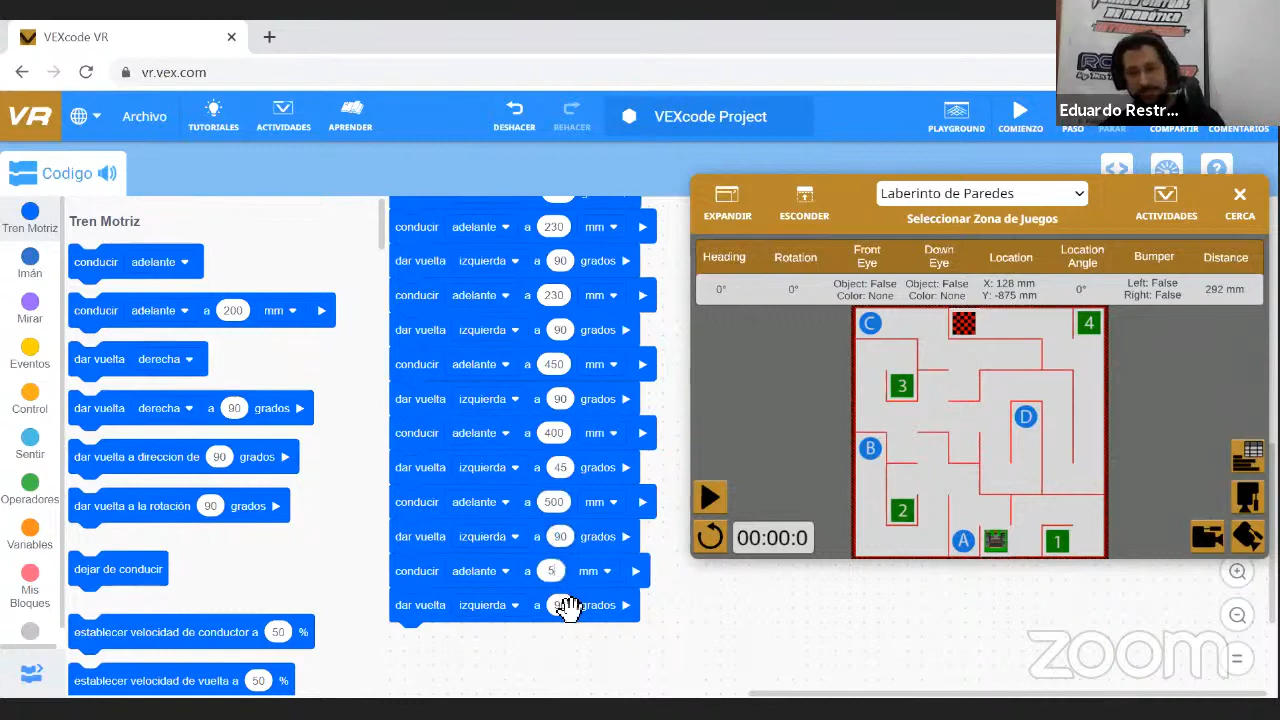 VEXcode VR
vr.vex.com
VR
Archivo
TUTORIALES
ACTIVIDADES
APRENDER
DESHACER
REHACER
VEXcode Project
PLAYGROUND
COMIENZO
PASO
PARAR
COMPARTIR
COMENTARIOS
VIRTUAL
DE ROBÓTICA
Eduardo Restr...
Codigo
Tren Motriz
Imán
Mirar
Eventos
Control
Sentir
Operadores
Variables
Mis
Bloques
Tren Motriz
conducir adelante
conducir adelante a 200 mm
dar vuelta derecha
dar vuelta derecha a 90 grados
dar vuelta a direccion de 90 grados
dar vuelta a la rotación 90 grados
dejar de conducir
establecer velocidad de conductor a 50 %
establecer velocidad de vuelta a 50 %
conducir adelante a 230 mm
dar vuelta izquierda a 90 grados
conducir adelante a 230 mm
dar vuelta izquierda a 90 grados
conducir adelante a 450 mm
dar vuelta izquierda a 90 grados
conducir adelante a 400 mm
dar vuelta izquierda a 45 grados
conducir adelante a 500 mm
dar vuelta izquierda a 90 grados
conducir adelante a 5 mm
dar vuelta izquierda a grados
EXPANDIR
ESCONDER
Laberinto de Paredes
Seleccionar Zona de Juegos
ACTIVIDADES
CERCA
Heading
Rotation
Front
Eye
Down
Eye
Location
Location
Angle
Bumper
Distance
0°
0°
Object: False
Color: None
Object: False
Color: None
X: 128 mm
Y: -875 mm
0°
Left: False
Right: False
292 mm
C
4
3
D
B
2
A
1
00:00:0
zoom